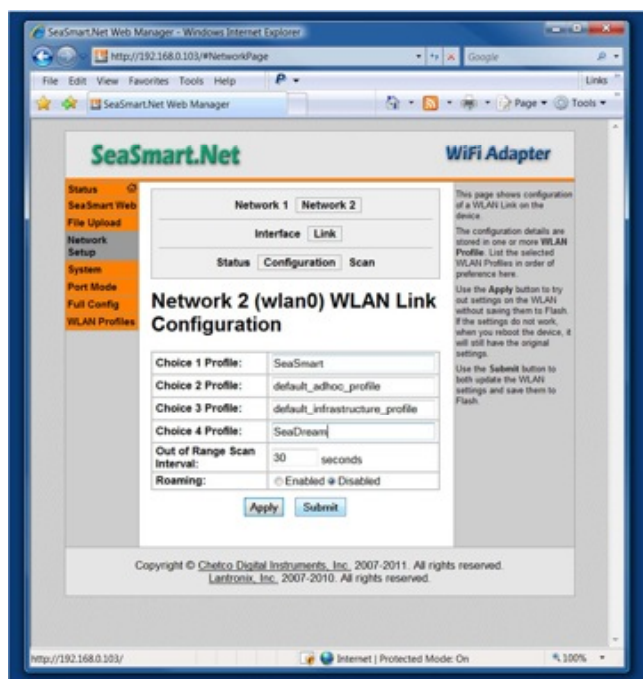 SeaSmart.Net Web Manager - Windows Internet Explorer
http://192.168.0.103/#NetworkPage
Google
File Edit View Favorites Tools Help
Links
SeaSmart.Net Web Manager
Page Tools
SeaSmart.Net
WiFi Adapter
Status
SeaSmart Web
File Upload
Network
Setup
System
Port Mode
Full Config
WLAN Profiles
Network 1 Network 2
Interface Link
Status Configuration Scan
Network 2 (wlan0) WLAN Link
Configuration
Choice 1 Profile: SeaSmart
Choice 2 Profile: default_adhoc_profile
Choice 3 Profile: default_infrastructure_profile
Choice 4 Profile: SeaDream
Out of Range Scan
Interval: 30 seconds
Roaming: Enabled Disabled
Apply Submit
This page shows configuration
of a WLAN Link on the
device.
The configuration details are
stored in one or more WLAN
Profile. List the selected
WLAN Profiles in order of
preference here.
Use the Apply button to try
out settings on the WLAN
without saving them to Flash.
If the settings do not work,
when you reboot the device, it
will still have the original
settings.
Use the Submit button to
both update the WLAN
settings and save them to
Flash.
Copyright © Chetco Digital Instruments, Inc. 2007-2011. All rights reserved.
Lantronix, Inc. 2007-2010. All rights reserved.
http://192.168.0.103/
Internet | Protected Mode: On
100%